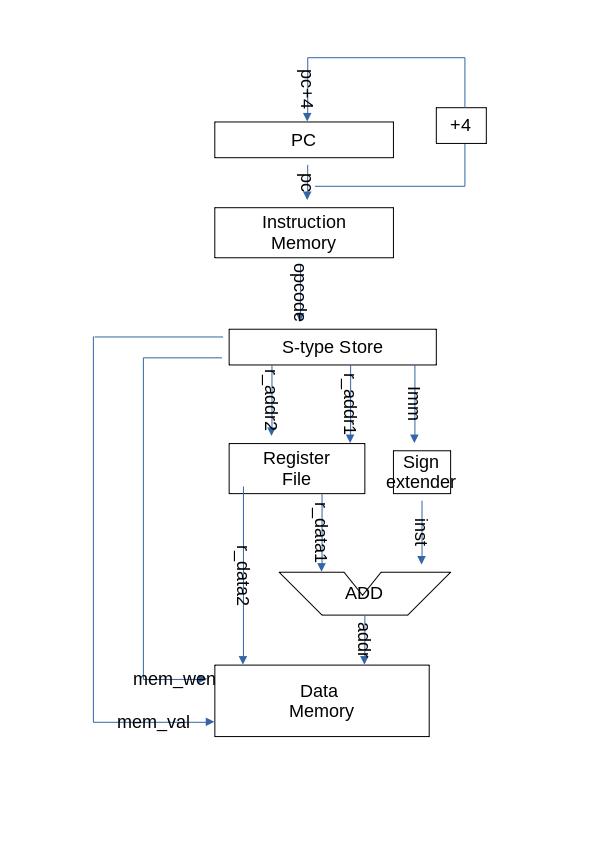 pc+4
+4
PC
pc
Instruction
Memory
opcode
S-type Store
r_addr2
r_addr1
Imm
Register
File
Sign
extender
r_data1
inst
r_data2
ADD
addr
mem_wen
Data
Memory
mem_val